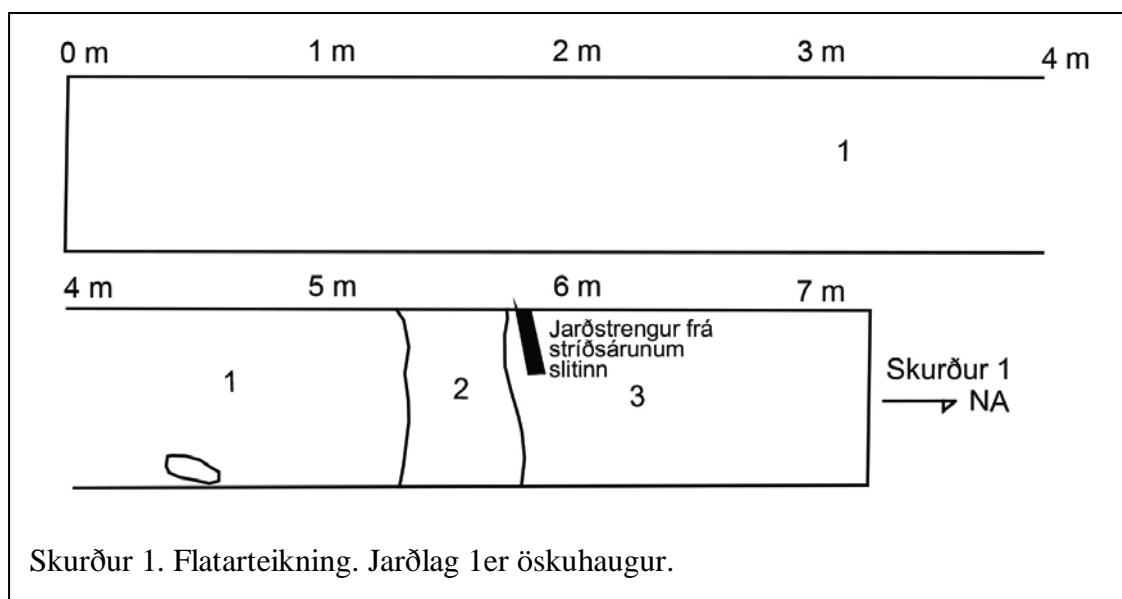 0 m 1 m 2 m 3 m 4 m
1
4 m 5 m 6 m 7 m
Jarðstrengur frá
stríðsárunum
slitinn
1 2 3
Skurður 1
NA
Skurður 1. Flatarteikning. Jarðlag 1er öskuhaugur.